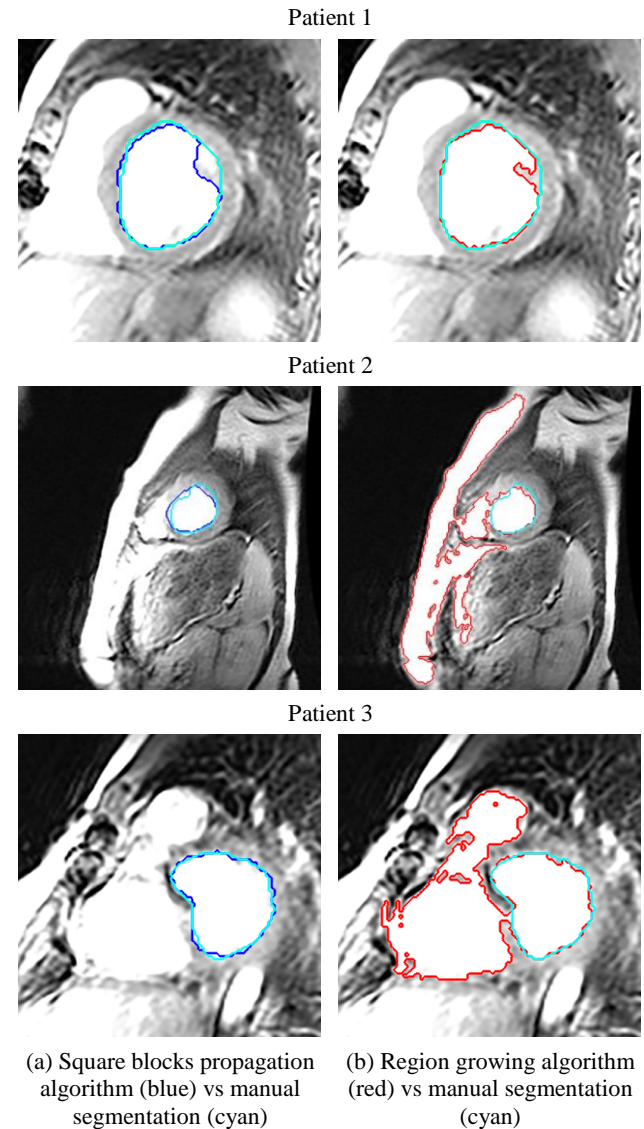 Patient 1
Patient 2
Patient 3
(a) Square blocks propagation
algorithm (blue) vs manual
segmentation (cyan)
(b) Region growing algorithm
(red) vs manual segmentation
(cyan)